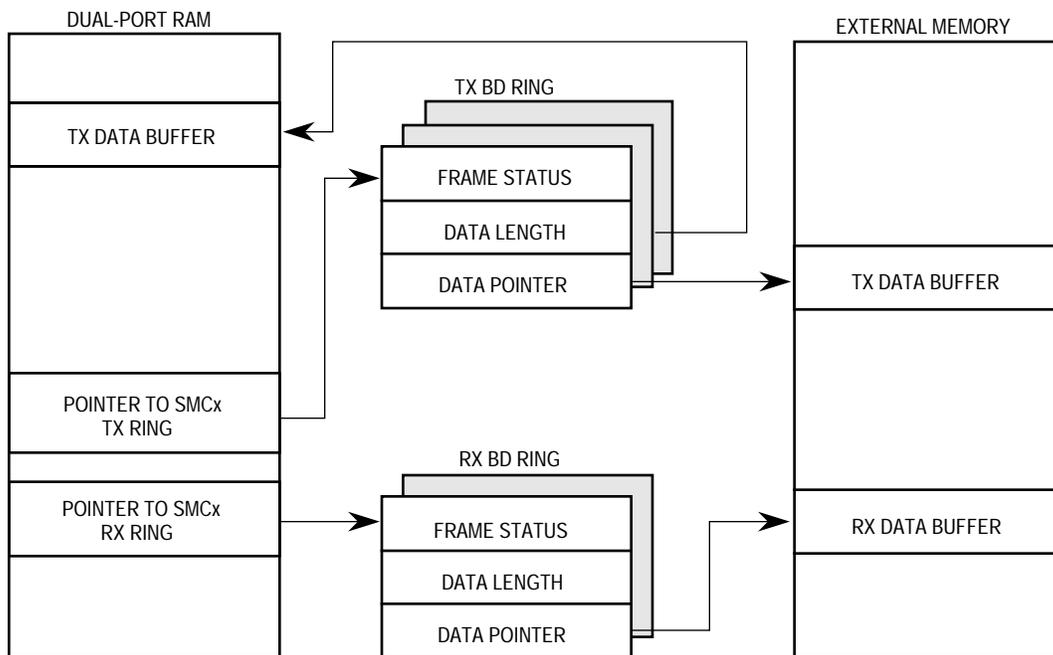 DUAL-PORT RAM
EXTERNAL MEMORY
TX BD RING
TX DATA BUFFER
FRAME STATUS
DATA LENGTH
DATA POINTER
TX DATA BUFFER
POINTER TO SMCx
TX RING
RX BD RING
POINTER TO SMCx
RX RING
FRAME STATUS
RX DATA BUFFER
DATA LENGTH
DATA POINTER